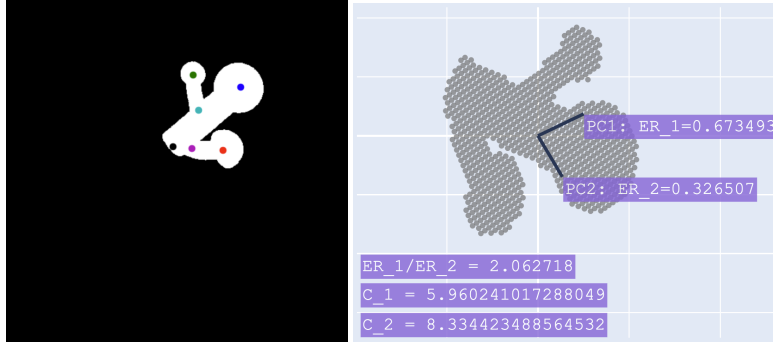 PC1: ER_1=0.673493
PC2: ER_2=0.326507
ER_1/ER_2 = 2.062718
C_1 = 5.960241017288049
C_2 = 8.334423488564532